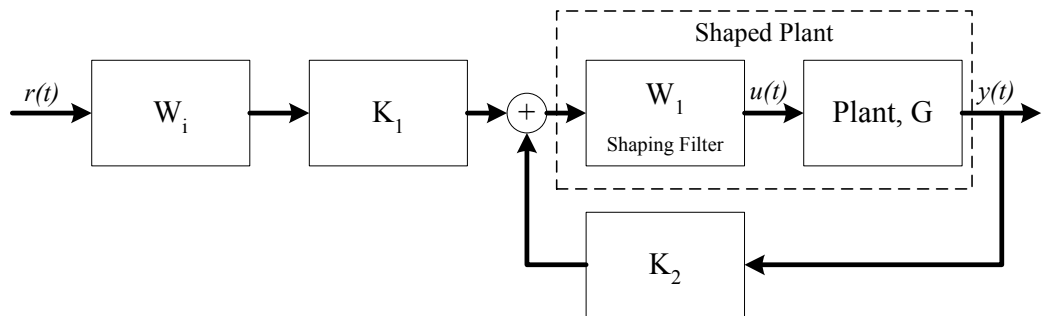 Shaped Plant
r(t)
W_i
K_1
+
W_1
Shaping Filter
u(t)
Plant, G
y(t)
K_2